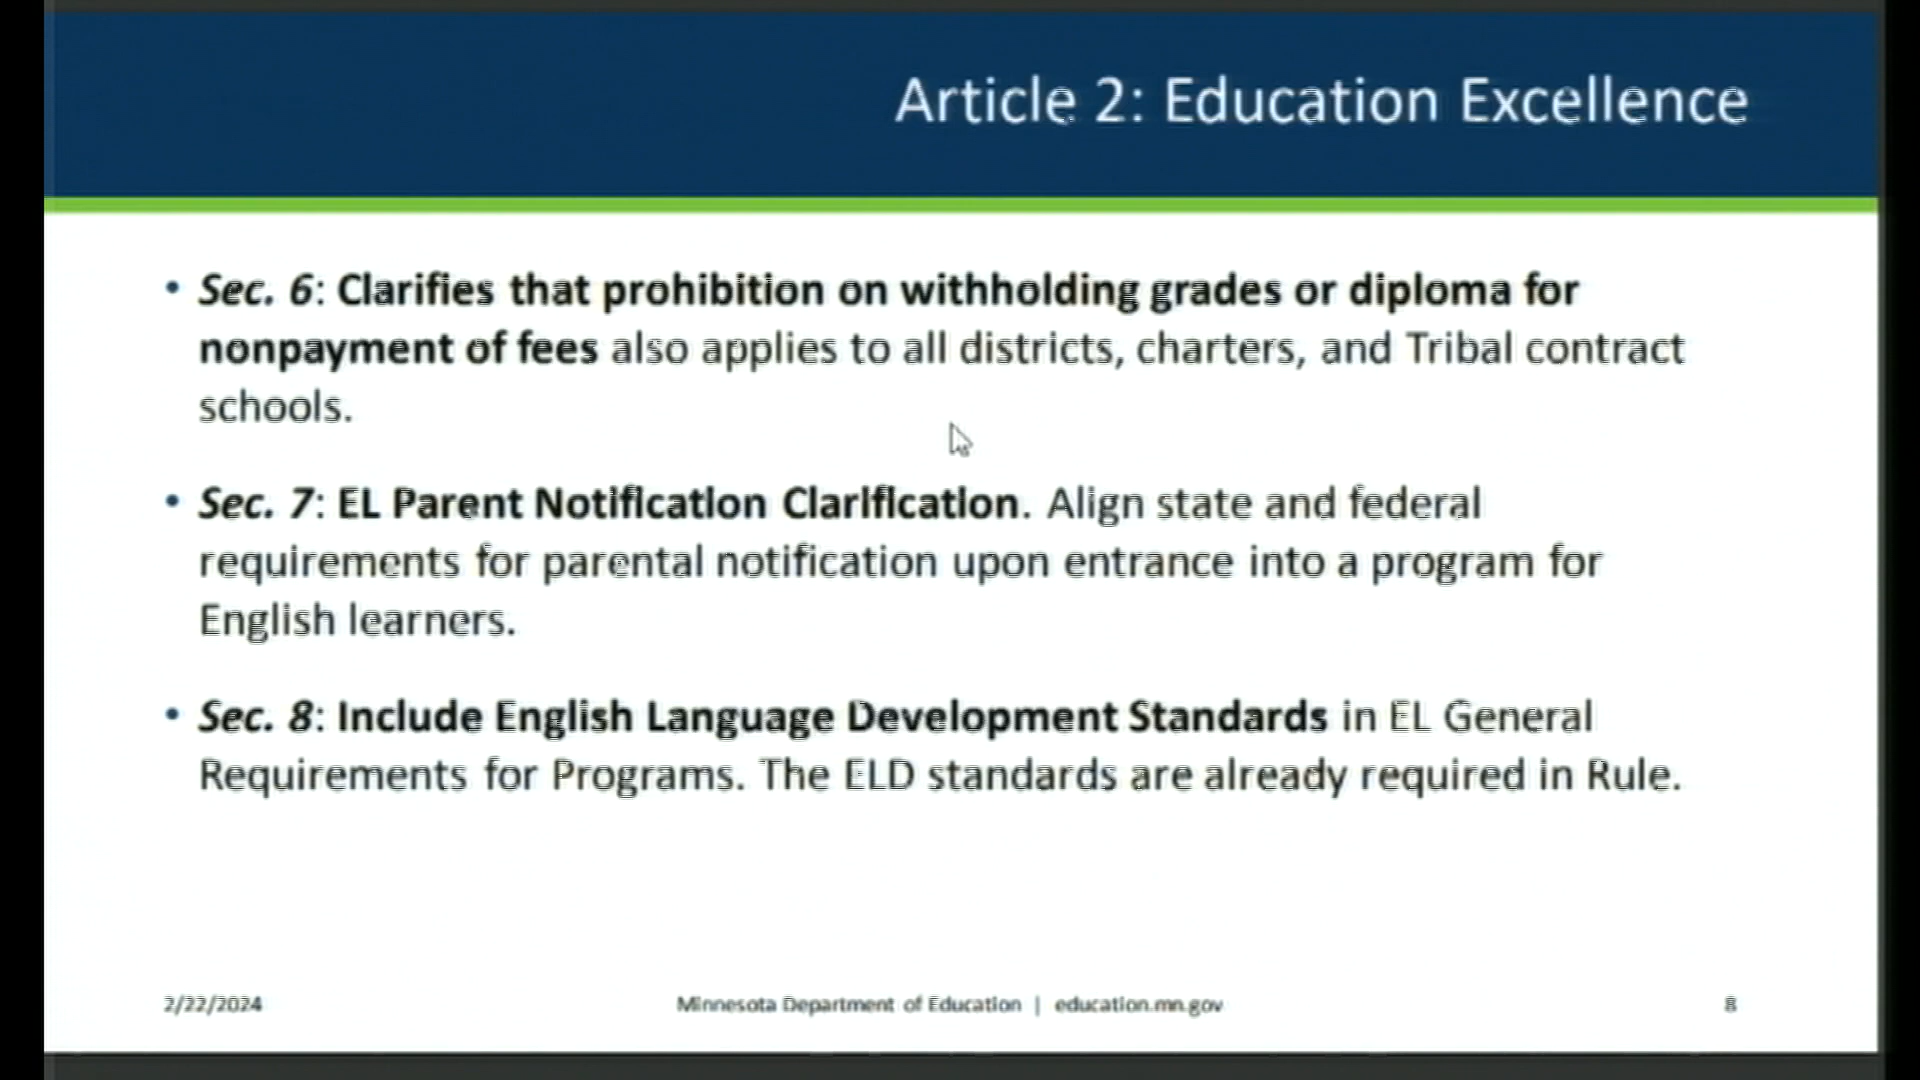 Article 2: Education Excellence
• Sec. 6: Clarifies that prohibition on withholding grades or diploma for
nonpayment of fees also applies to all districts, charters, and Tribal contract
schools.
• Sec. 7: EL Parent Notification Clarification. Align state and federal
requirements for parental notification upon entrance into a program for
English learners.
• Sec. 8: Include English Language Development Standards in EL General
Requirements for Programs. The ELD standards are already required in Rule.
2/22/2024 Minnesota Department of Education | education.mn.gov 8